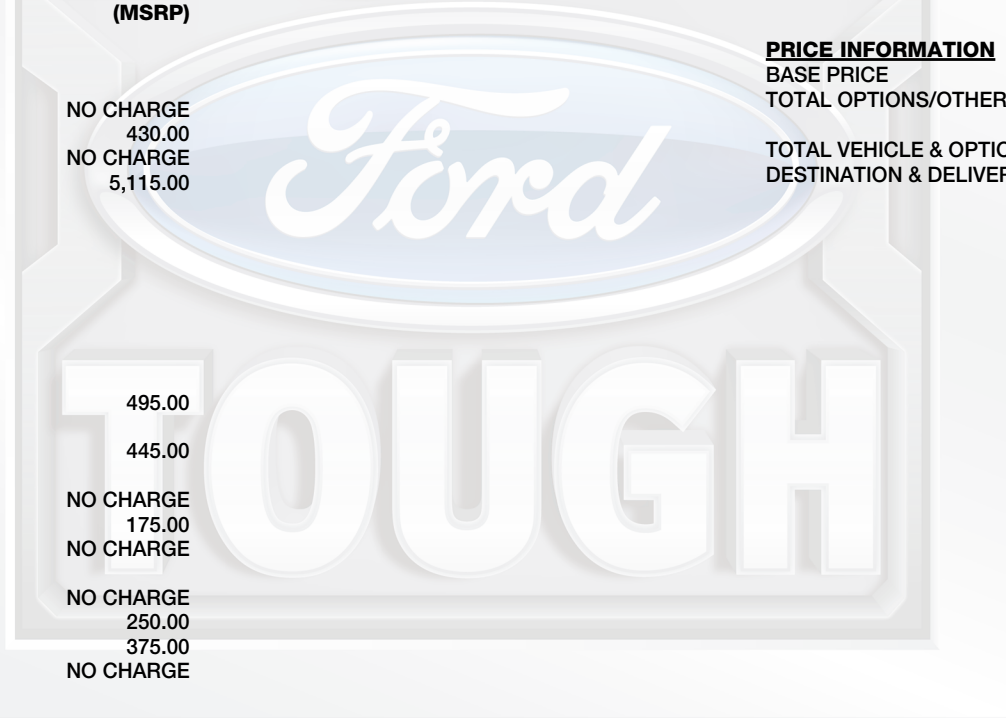 (MSRP)
NO CHARGE
430.00
NO CHARGE
5,115.00
495.00
445.00
NO CHARGE
175.00
NO CHARGE
NO CHARGE
250.00
375.00
NO CHARGE
PRICE INFORMATION
BASE PRICE
TOTAL OPTIONS/OTHER
TOTAL VEHICLE & OPTIO
DESTINATION & DELIVER
Ford
TOUGH